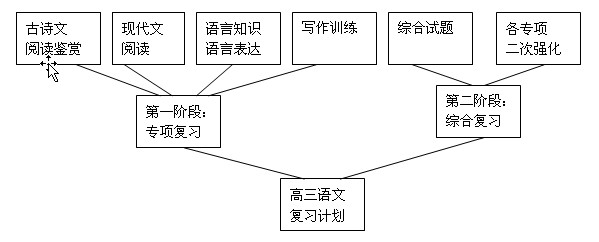 古诗文
阅读鉴赏
现代文
阅读
语言知识
语言表达
写作训练
综合试题
各专项
二次强化
第一阶段：
专项复习
第二阶段：
综合复习
高三语文
复习计划